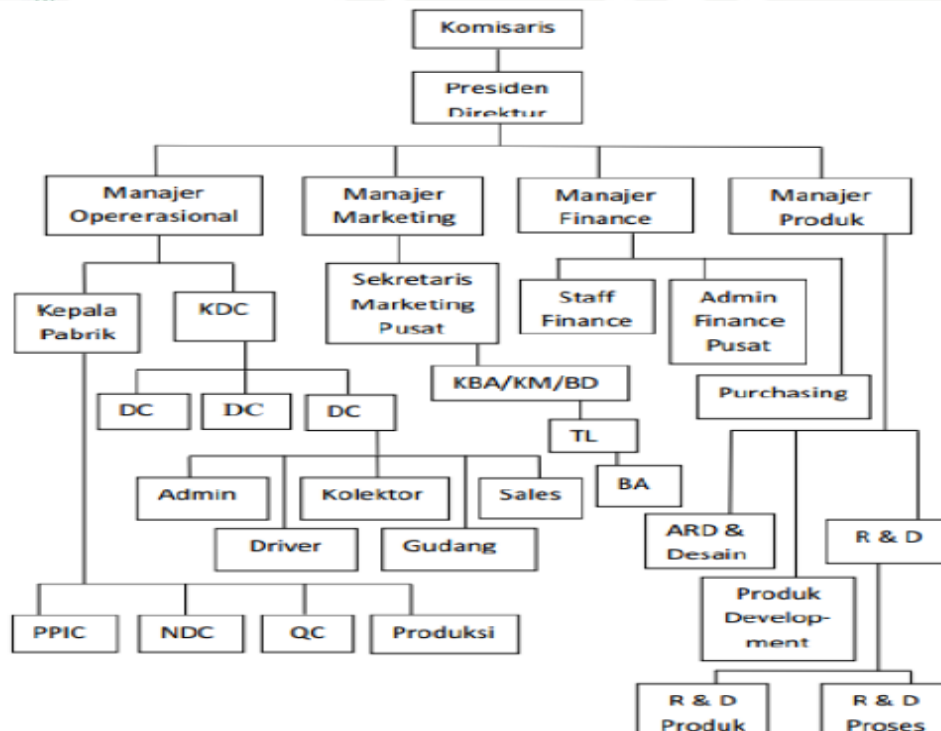 Komisaris
Presiden
Direktur
Manajer
Opererasional
Manajer
Marketing
Manajer
Finance
Manajer
Produk
Kepala
Pabrik
KDC
Sekretaris
Marketing
Pusat
Staff
Finance
Admin
Finance
Pusat
KBA/KM/BD
Purchasing
DC
DC
DC
TL
BA
Admin
Kolektor
Sales
Driver
Gudang
ARD &
Desain
R & D
Produk
Develop-
ment
PPIC
NDC
QC
Produksi
R & D
Produk
R & D
Proses